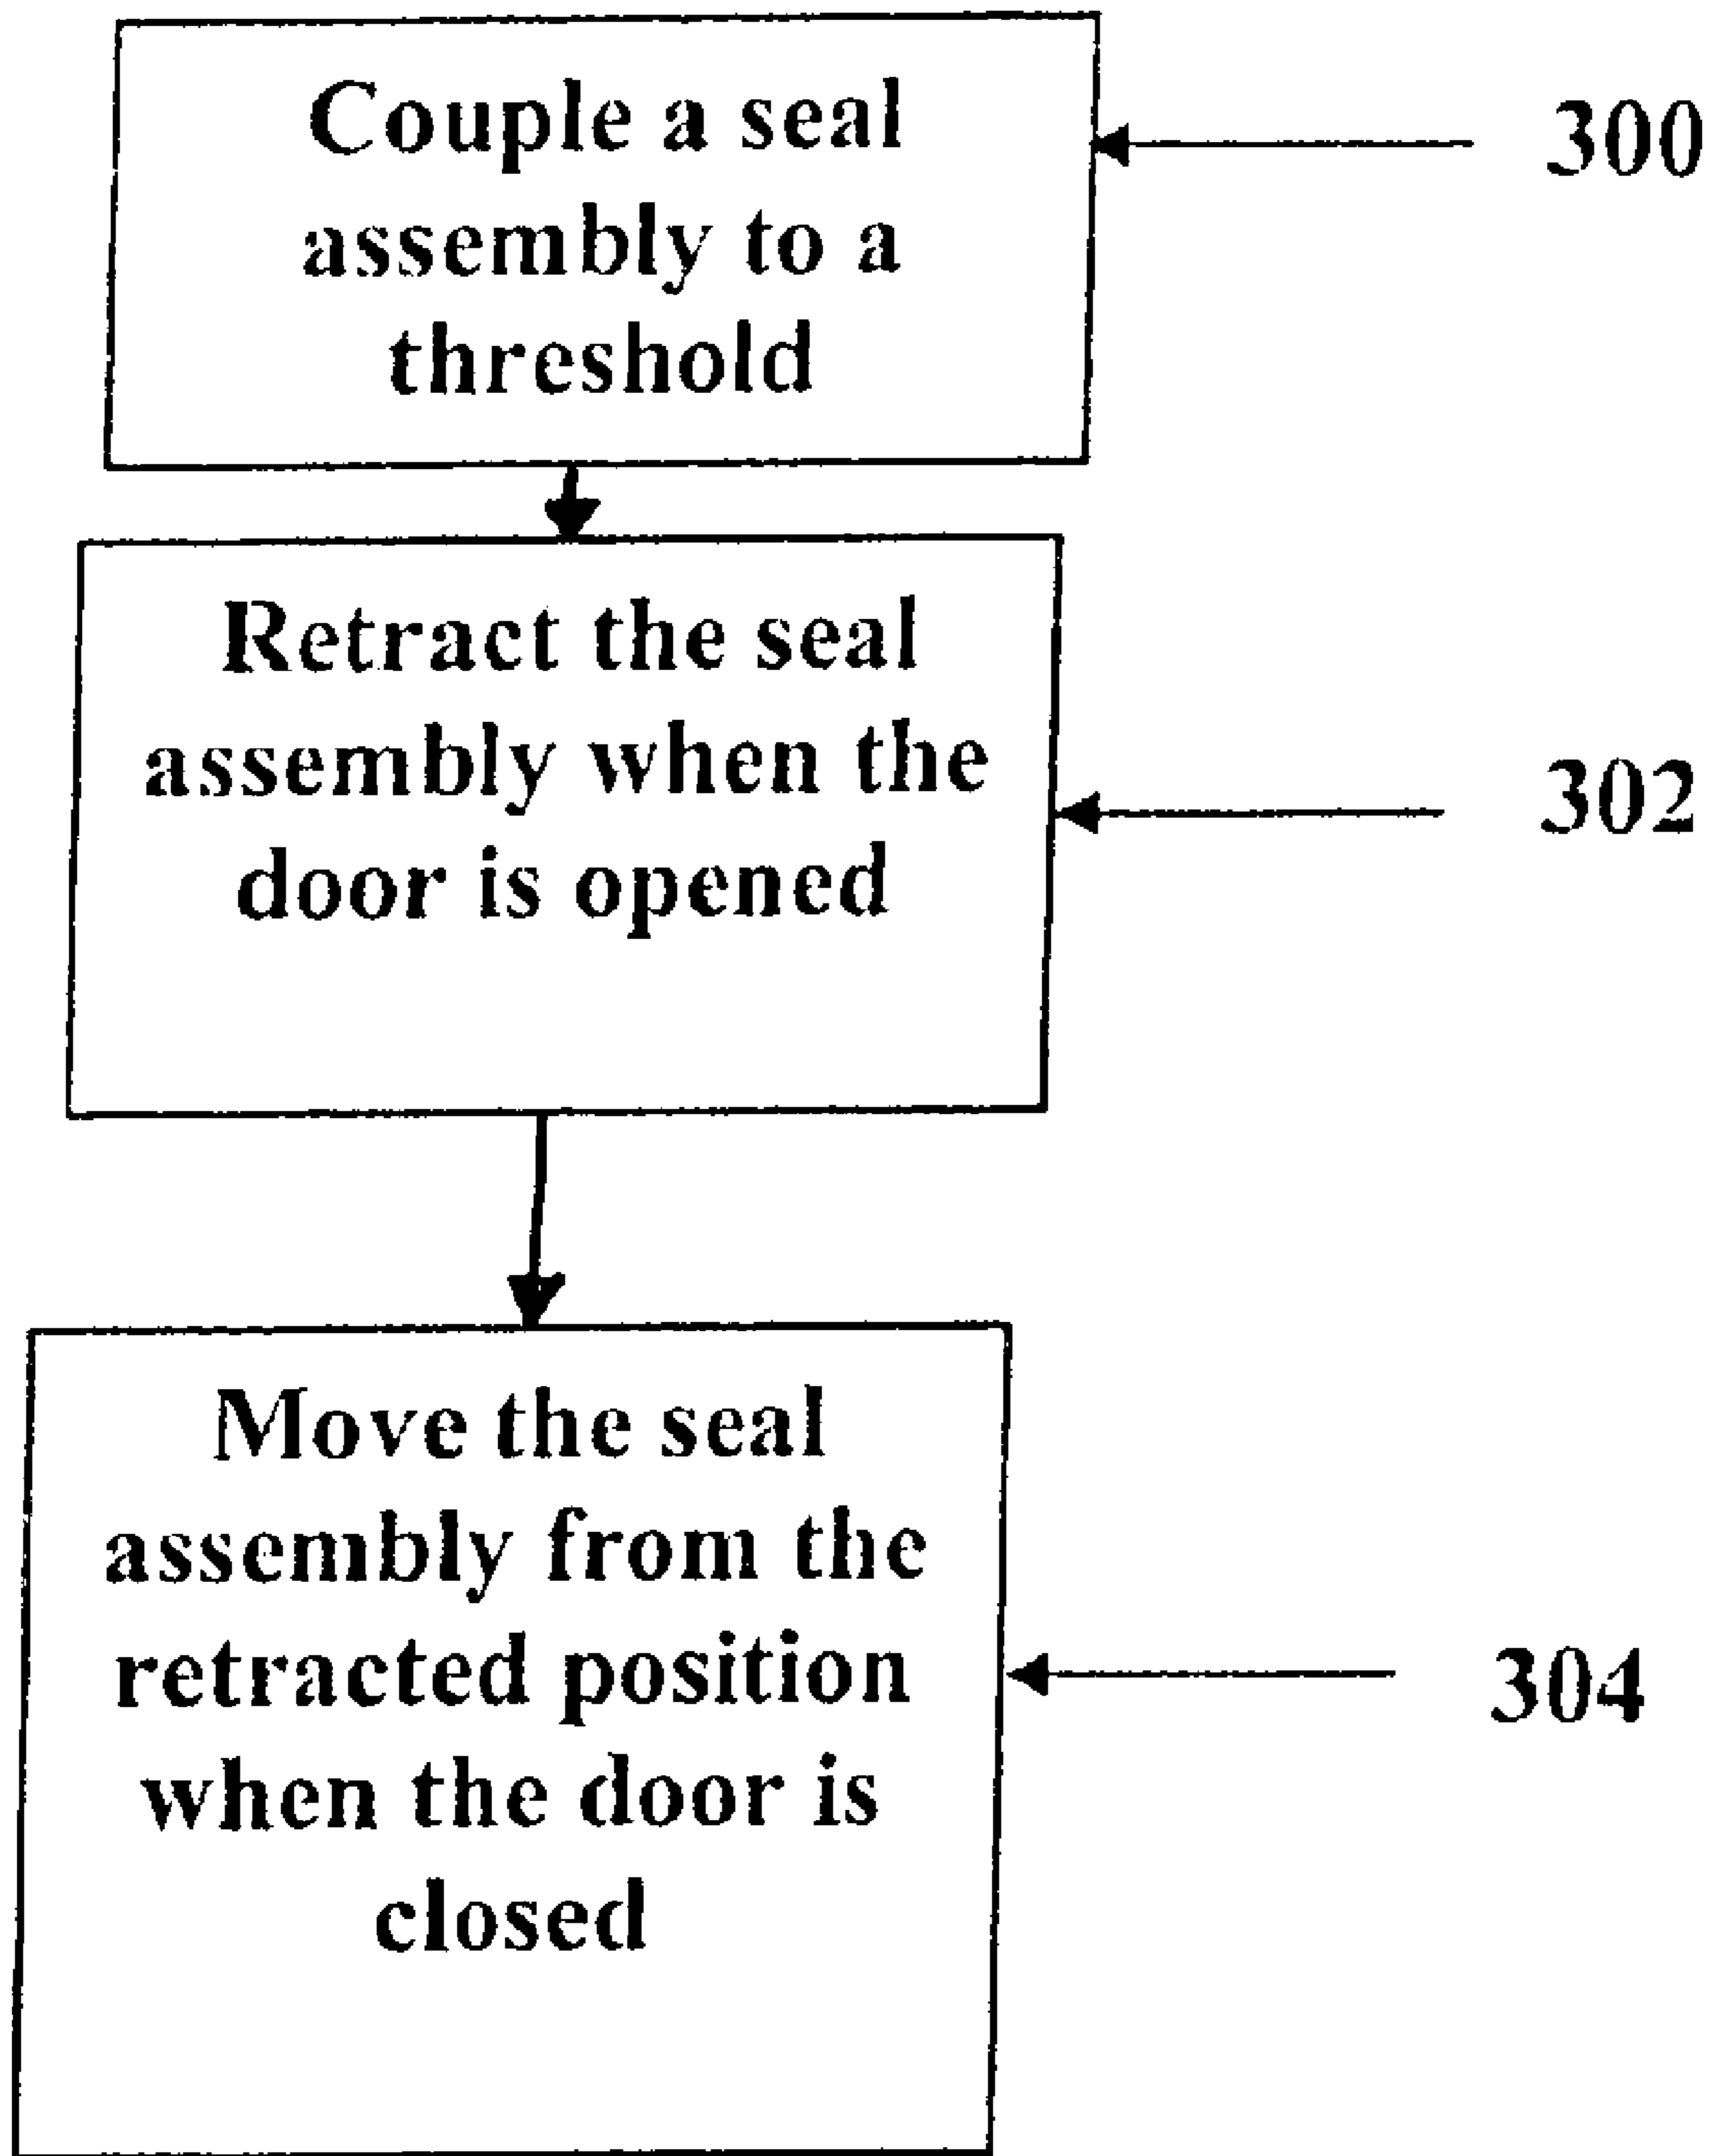 Couple a seal
assembly to a
threshold
300
Retract the seal
assembly when the
door is opened
302
Move the seal
assembly from the
retracted position
when the door is
closed
304